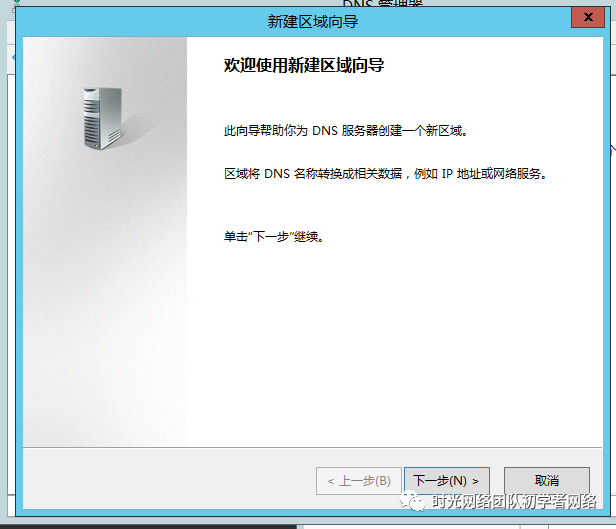 DNS 管理器
新建区域向导
x
欢迎使用新建区域向导
此向导帮助你为 DNS 服务器创建一个新区域。
区域将 DNS 名称转换成相关数据，例如 IP 地址或网络服务。
单击"下一步"继续。
< 上一步(B) 下一步(N) > 取消
时光网络团队初学者网络